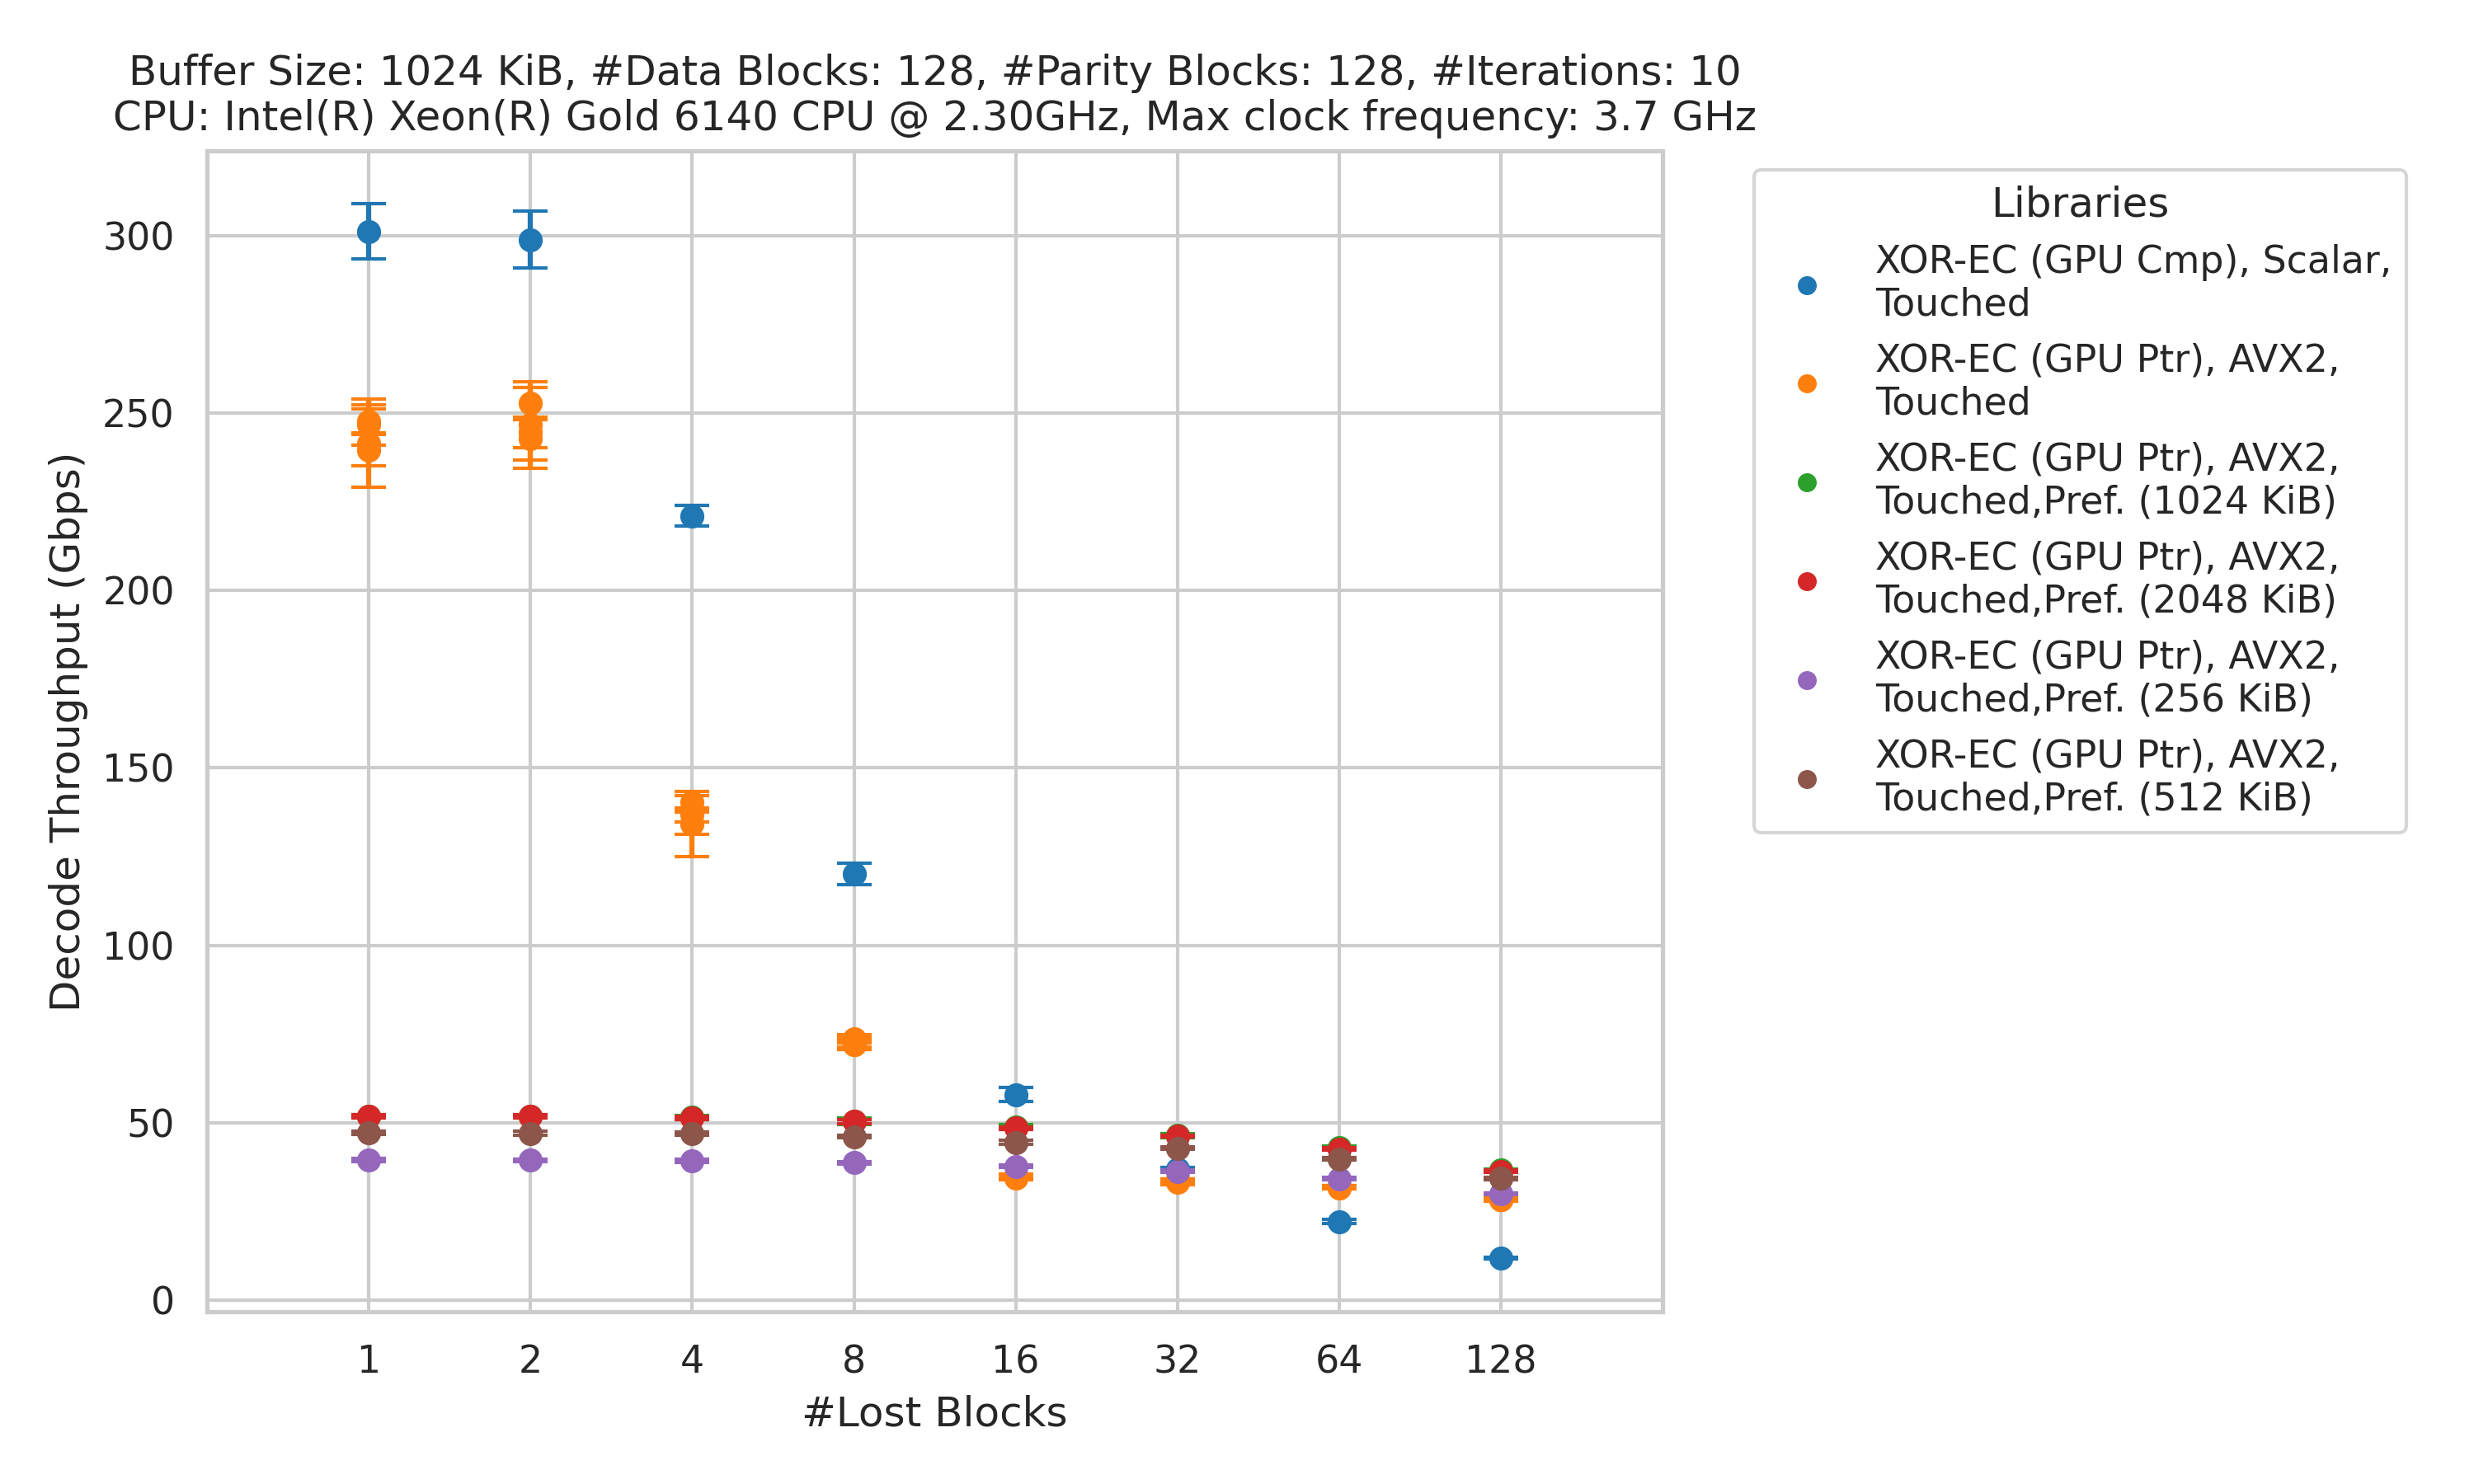 Buffer Size: 1024 KiB, #Data Blocks: 128, #Parity Blocks: 128, #Iterations: 10
CPU: Intel(R) Xeon(R) Gold 6140 CPU @ 2.30GHz, Max clock frequency: 3.7 GHz
Decode Throughput (Gbps)
300
250
200
150
100
50
0
1 2 4 8 16 32 64 128
#Lost Blocks
Libraries
XOR-EC (GPU Cmp), Scalar,
Touched
XOR-EC (GPU Ptr), AVX2,
Touched
XOR-EC (GPU Ptr), AVX2,
Touched,Pref. (1024 KiB)
XOR-EC (GPU Ptr), AVX2,
Touched,Pref. (2048 KiB)
XOR-EC (GPU Ptr), AVX2,
Touched,Pref. (256 KiB)
XOR-EC (GPU Ptr), AVX2,
Touched,Pref. (512 KiB)